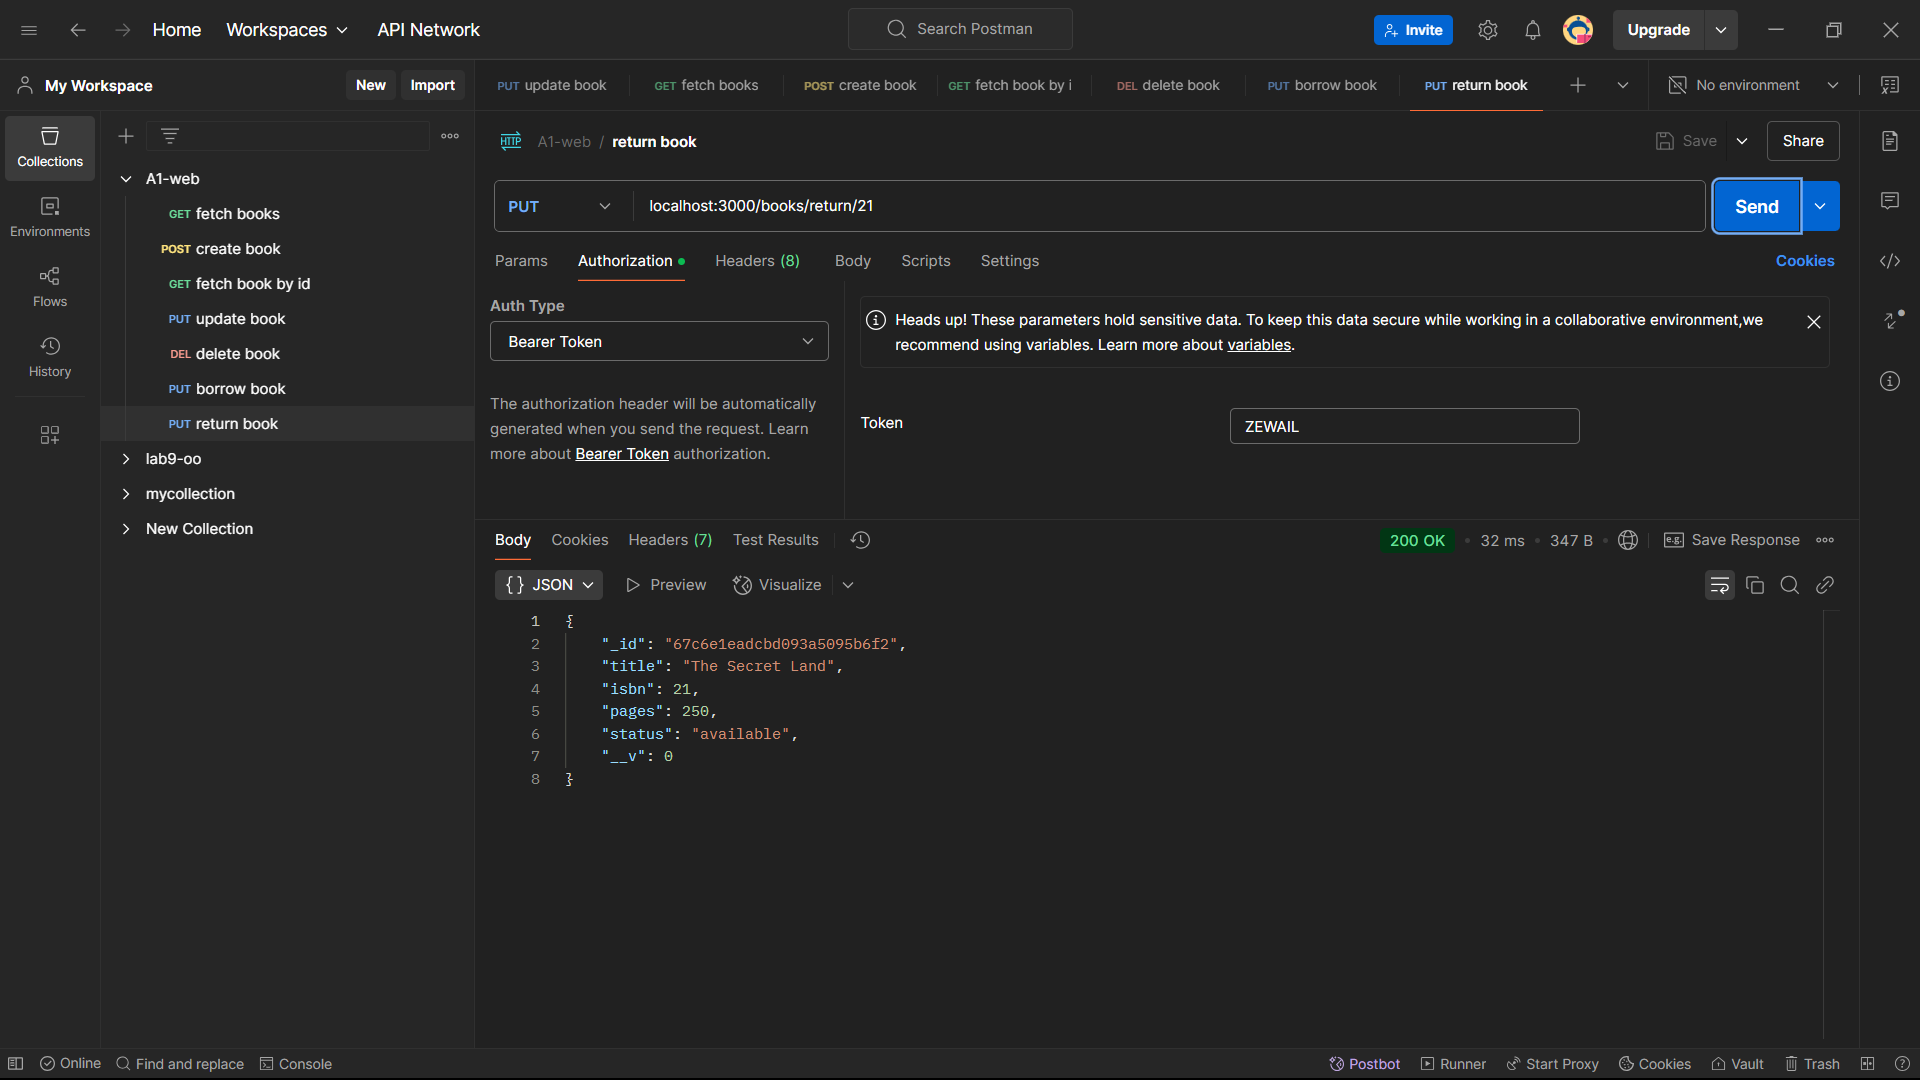 Home Workspaces API Network Search Postman Invite Upgrade
My Workspace New Import PUT update book GET fetch books POST create book GET fetch book by i DEL delete book PUT borrow book PUT return book No environment
Collections
Environments
Flows
History
A1-web
GET fetch books
POST create book
GET fetch book by id
PUT update book
DEL delete book
PUT borrow book
PUT return book
lab9-oo
mycollection
New Collection
HTTP A1-web / return book Save Share
PUT localhost:3000/books/return/21 Send
Params Authorization Headers (8) Body Scripts Settings Cookies
Auth Type
Bearer Token
The authorization header will be automatically
generated when you send the request. Learn
more about Bearer Token authorization.
Heads up! These parameters hold sensitive data. To keep this data secure while working in a collaborative environment,we
recommend using variables. Learn more about variables.
Token ZEWAIL
Body Cookies Headers (7) Test Results 200 OK 32 ms 347 B e.g. Save Response
{} JSON Preview Visualize
1 {
2 "_id": "67c6e1eadcbd093a5095b6f2",
3 "title": "The Secret Land",
4 "isbn": 21,
5 "pages": 250,
6 "status": "available",
7 "__v": 0
8 }
Online Find and replace Console Postbot Runner Start Proxy Cookies Vault Trash